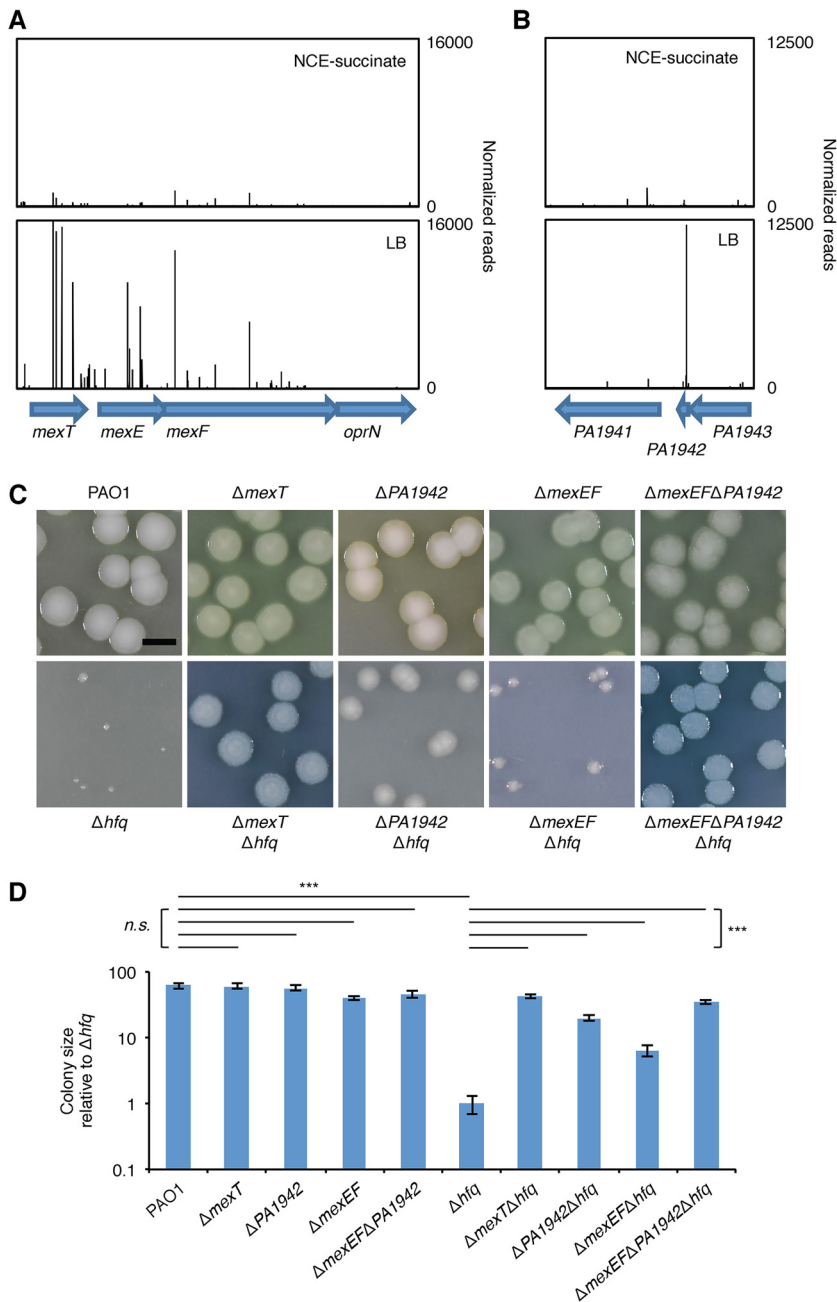 A
B
16000
NCE-succinate
0
16000
LB
0
Normalized reads
mexT mexE mexF oprN
12500
NCE-succinate
0
12500
LB
0
Normalized reads
PA1941 PA1942 PA1943
C
PAO1 ΔmexT ΔPA1942 ΔmexEF ΔmexEFΔPA1942
Δhfq ΔmexT ΔPA1942 ΔmexEF ΔmexEFΔPA1942
Δhfq Δhfq Δhfq Δhfq
D
***
n.s.
***
Colony size
relative to Δhfq
100
10
1
0.1
PAO1
ΔmexT
ΔPA1942
ΔmexEF
ΔmexEFΔPA1942
Δhfq
ΔmexTΔhfq
ΔPA1942Δhfq
ΔmexEFΔhfq
ΔmexEFΔPA1942Δhfq